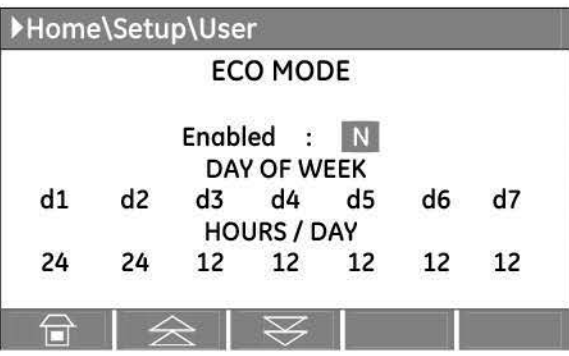 Home\Setup\User
ECO MODE
Enabled : N
DAY OF WEEK
d1 d2 d3 d4 d5 d6 d7
HOURS / DAY
24 24 12 12 12 12 12